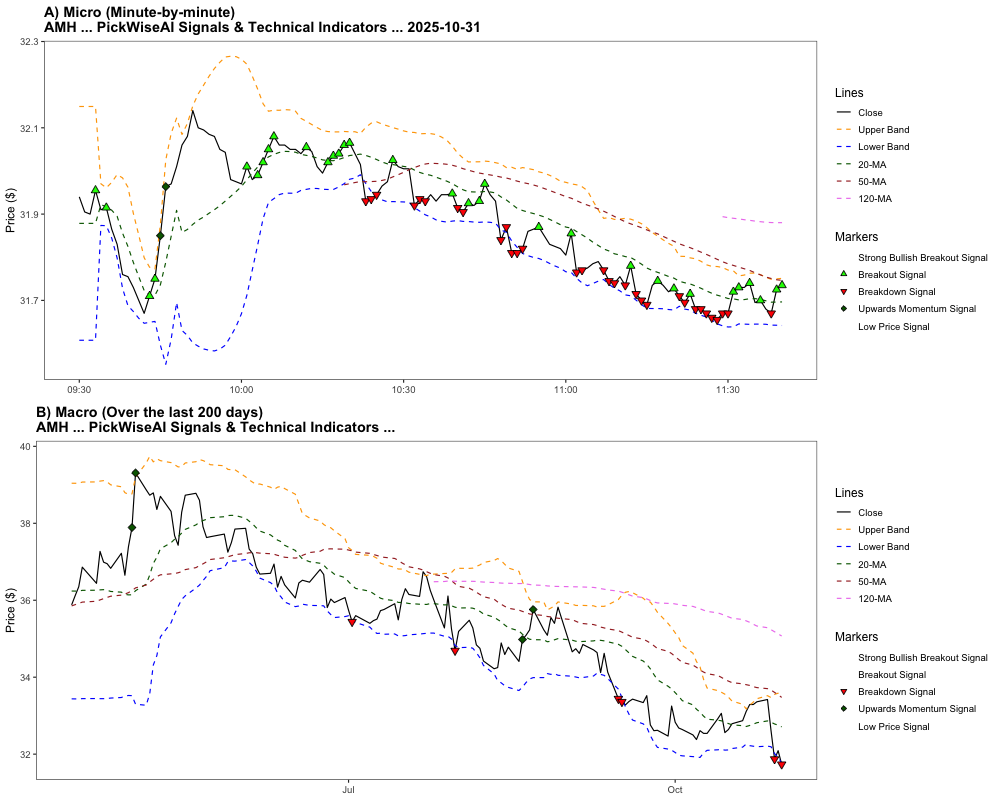 A) Micro (Minute-by-minute)
AMH ... PickWiseAI Signals & Technical Indicators ... 2025-10-31
32.3
32.1
31.9
31.7
Price ($)
09:30
10:00
10:30
11:00
11:30
Lines
Close
Upper Band
Lower Band
20-MA
50-MA
120-MA
Markers
Strong Bullish Breakout Signal
Breakout Signal
Breakdown Signal
Upwards Momentum Signal
Low Price Signal
B) Macro (Over the last 200 days)
AMH ... PickWiseAI Signals & Technical Indicators ...
40
38
36
34
32
Price ($)
Jul
Oct
Lines
Close
Upper Band
Lower Band
20-MA
50-MA
120-MA
Markers
Strong Bullish Breakout Signal
Breakout Signal
Breakdown Signal
Upwards Momentum Signal
Low Price Signal